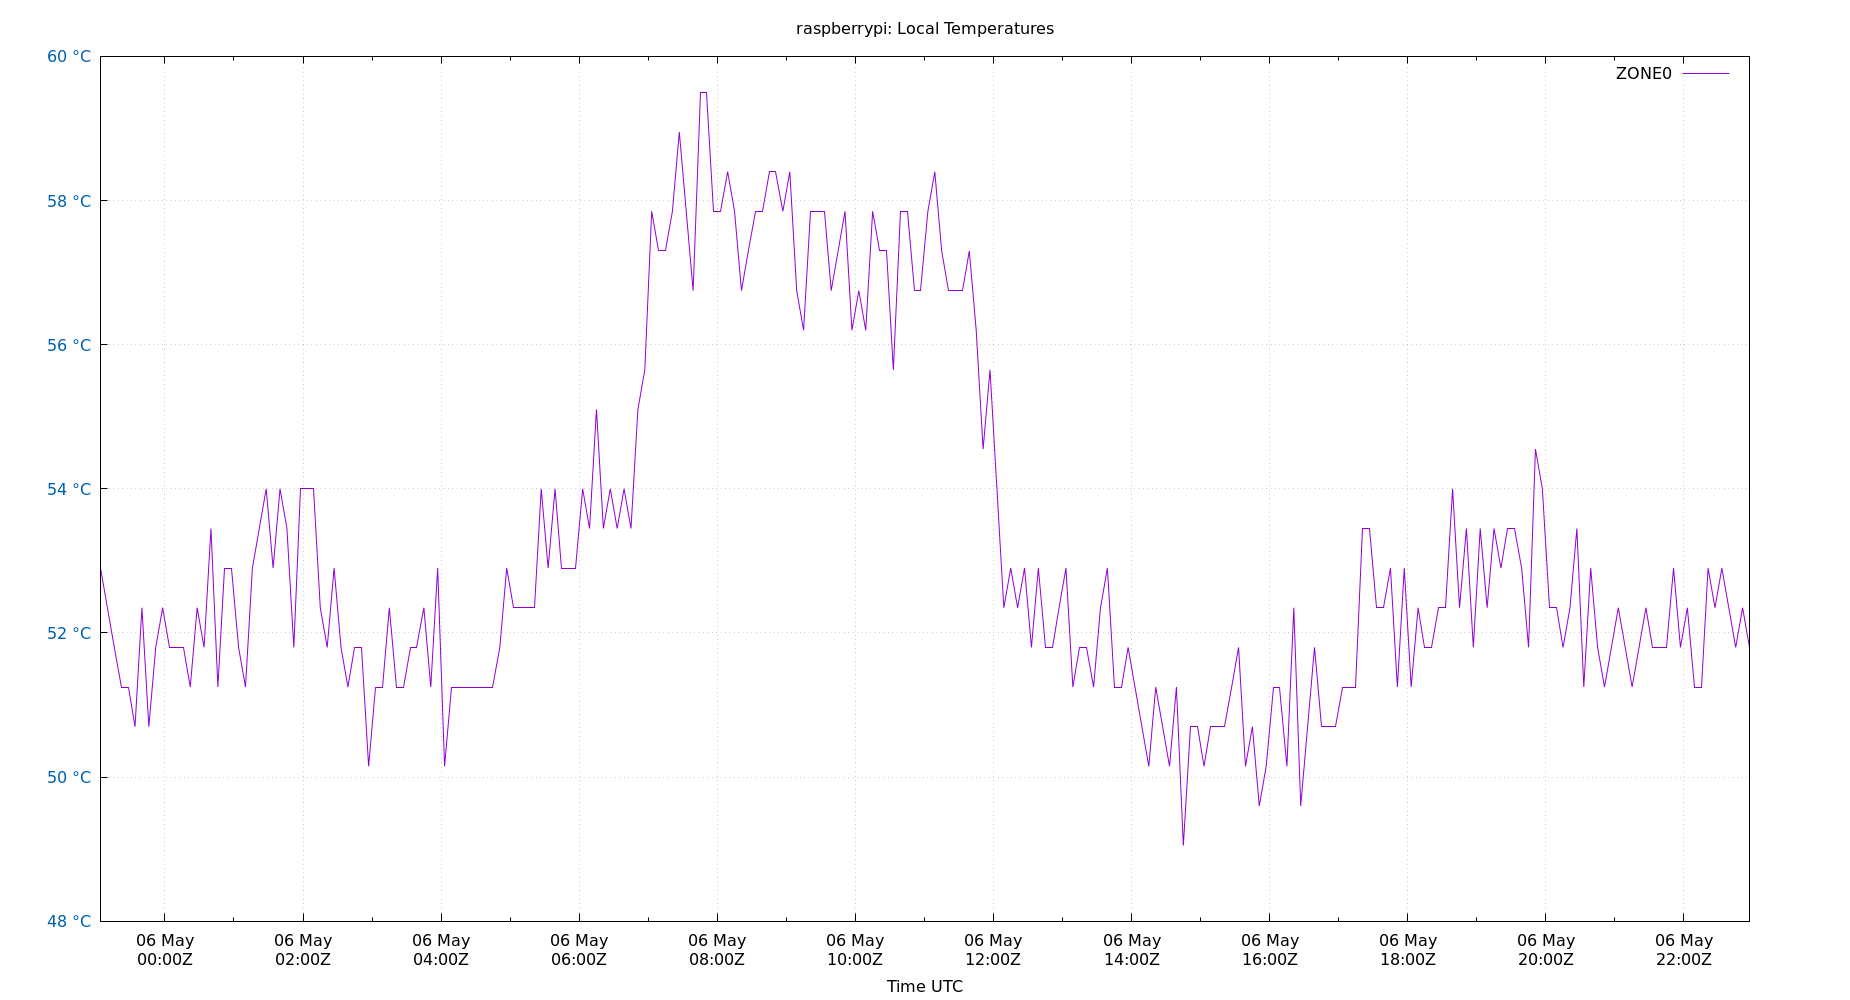 raspberrypi: Local Temperatures
ZONE0
60 °C
58 °C
56 °C
54 °C
52 °C
50 °C
48 °C
06 May 06 May 06 May 06 May 06 May 06 May 06 May 06 May 06 May 06 May 06 May 06 May
00:00Z 02:00Z 04:00Z 06:00Z 08:00Z 10:00Z 12:00Z 14:00Z 16:00Z 18:00Z 20:00Z 22:00Z
Time UTC